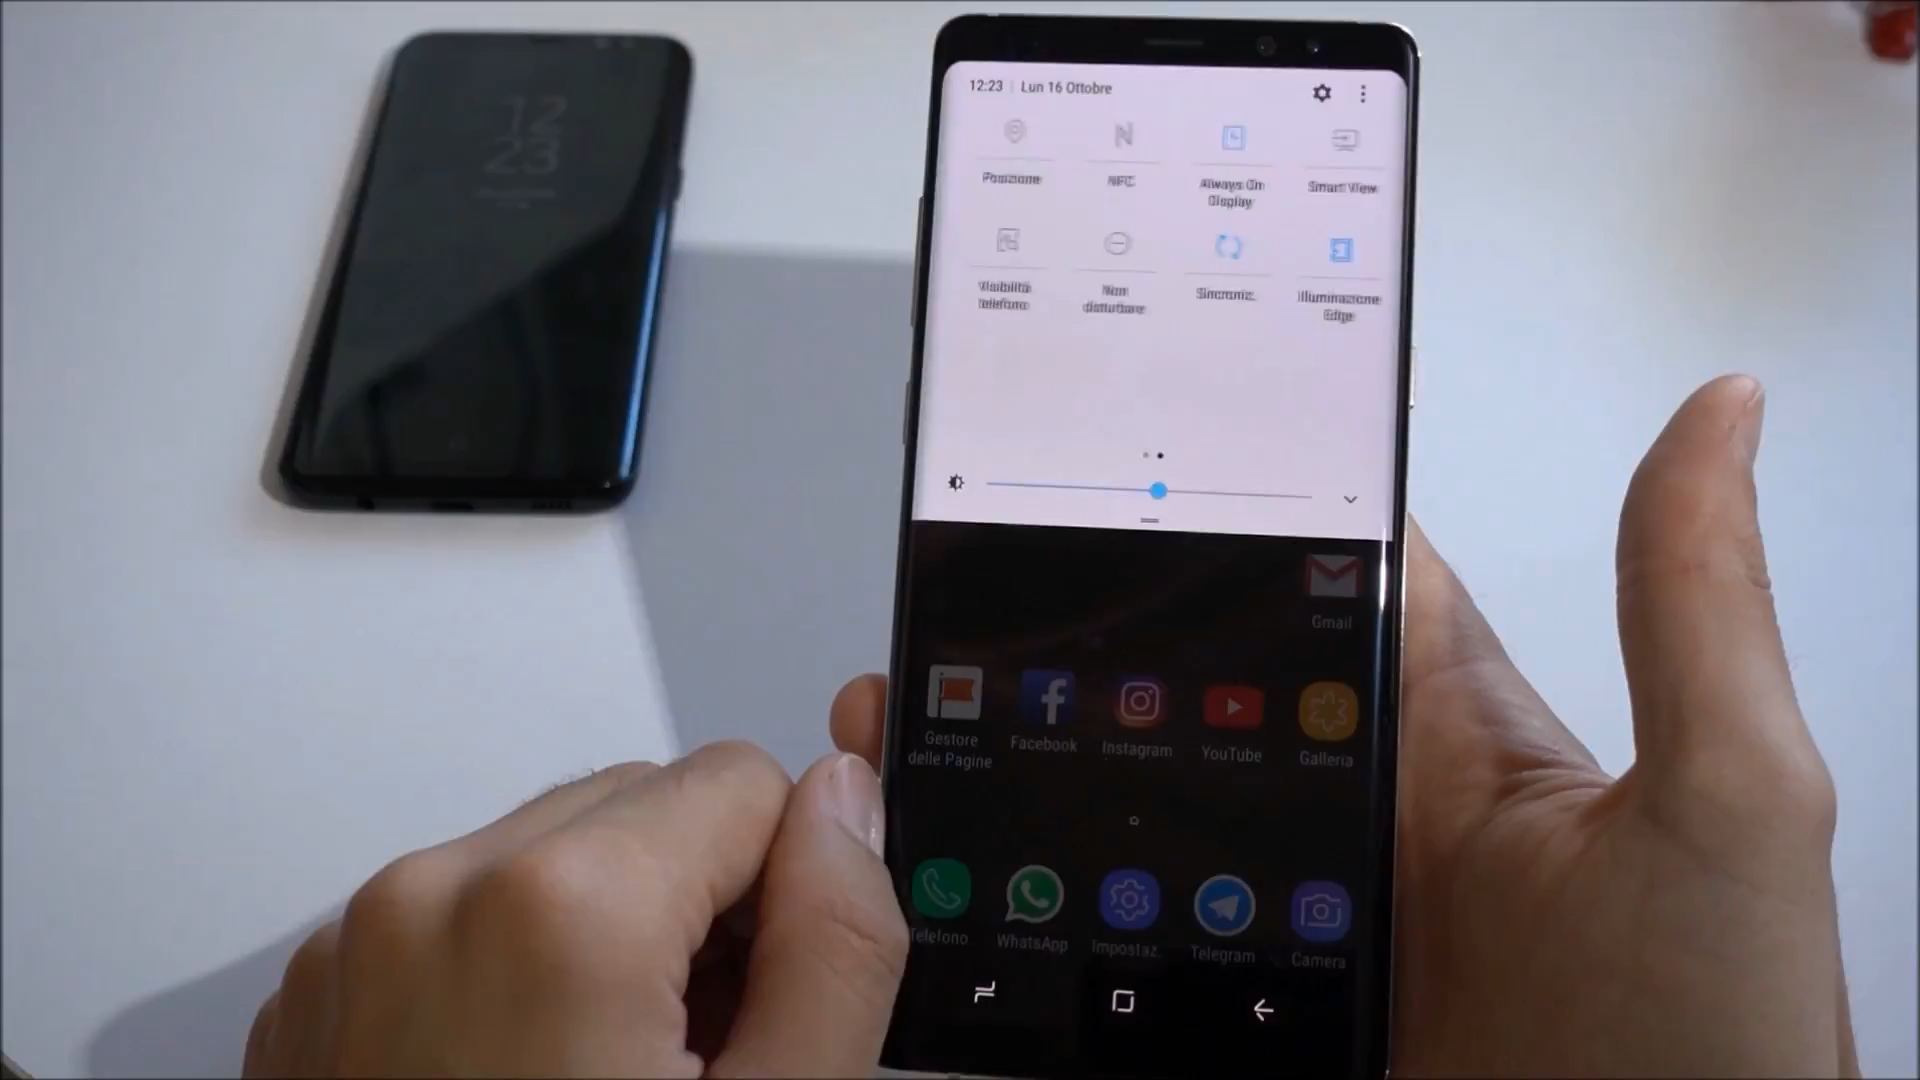 12
23
12:23 | Lun 16 Ottobre
Posizione
NFC
Always On
Display
Smart View
Visibilità
telefono
Non
disturbare
Sincroniz.
Illuminazione
Edge
Gmail
Gestore
delle Pagine
Facebook
Instagram
YouTube
Galleria
Telefono
WhatsApp
Impostaz.
Telegram
Camera